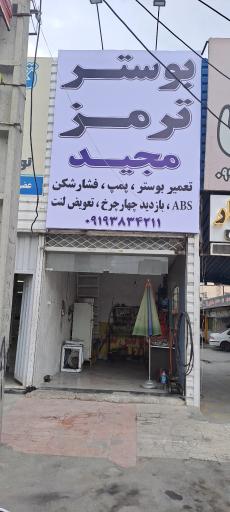 بوستر
ترمز
مجید
تعمیر بوستر ، پمپ ، فشارشکن
ABS ، بازدید چهارچرخ ، تعویض لنت
۰۹۱۹۳۸۳۴۲۱۱